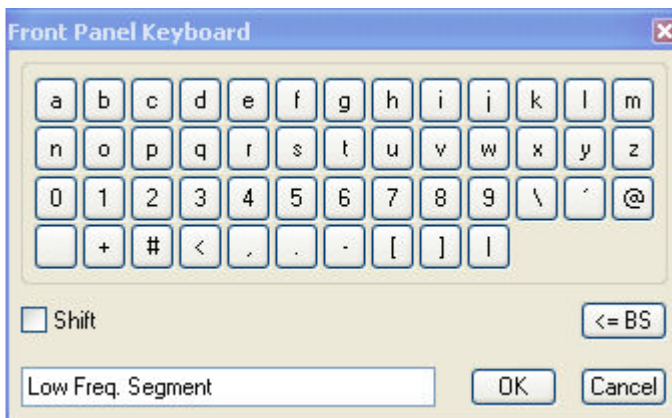 Front Panel Keyboard
a b c d e f g h i j k l m
n o p q r s t u v w x y z
0 1 2 3 4 5 6 7 8 9 \ ´ @
+ # < , . - [ ] |
Shift
<= BS
Low Freq. Segment
OK Cancel